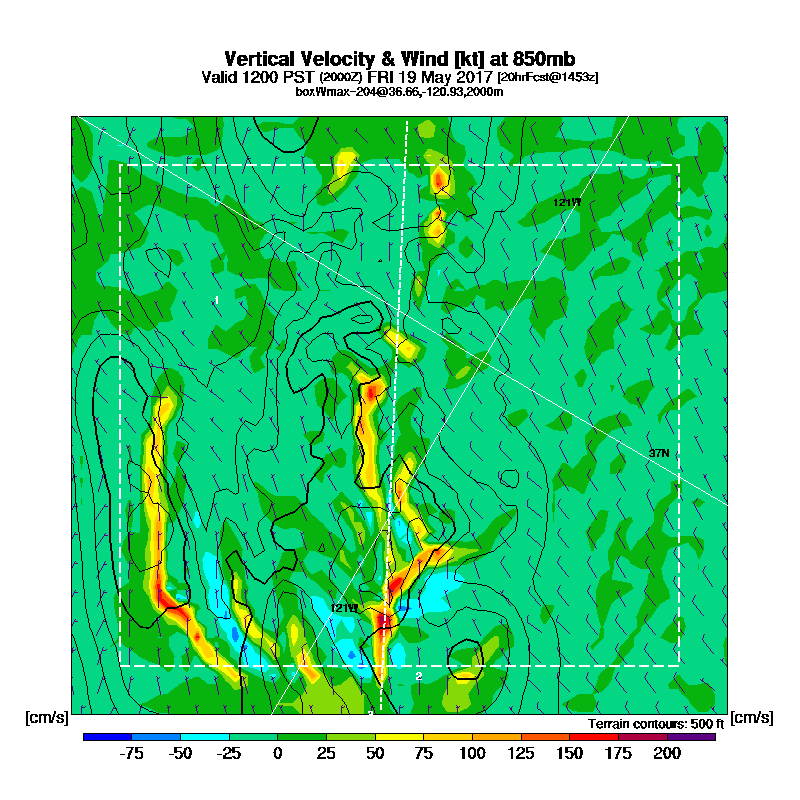 Vertical Velocity & Wind [kt] at 850mb
Valid 1200 PST (2000Z) FRI 19 May 2017 [20hrFcst@1453z]
boxWmax-204@36.66,-120.93,2000m
121W
1
37N
121W
2
[cm/s]
Terrain contours: 500 ft
[cm/s]
-75 -50 -25 0 25 50 75 100 125 150 175 200